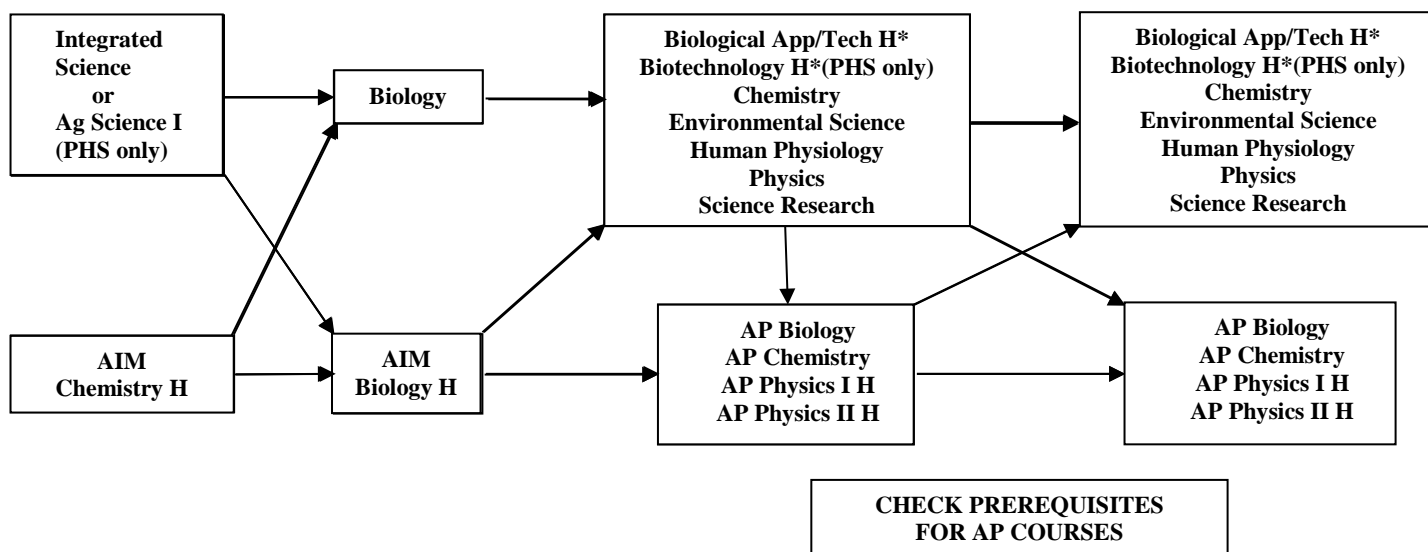 Integrated
Science
or
Ag Science I
(PHS only)
Biology
Biological App/Tech H*
Biotechnology H*(PHS only)
Chemistry
Environmental Science
Human Physiology
Physics
Science Research
Biological App/Tech H*
Biotechnology H*(PHS only)
Chemistry
Environmental Science
Human Physiology
Physics
Science Research
AIM
Chemistry H
AIM
Biology H
AP Biology
AP Chemistry
AP Physics I H
AP Physics II H
AP Biology
AP Chemistry
AP Physics I H
AP Physics II H
CHECK PREREQUISITES
FOR AP COURSES